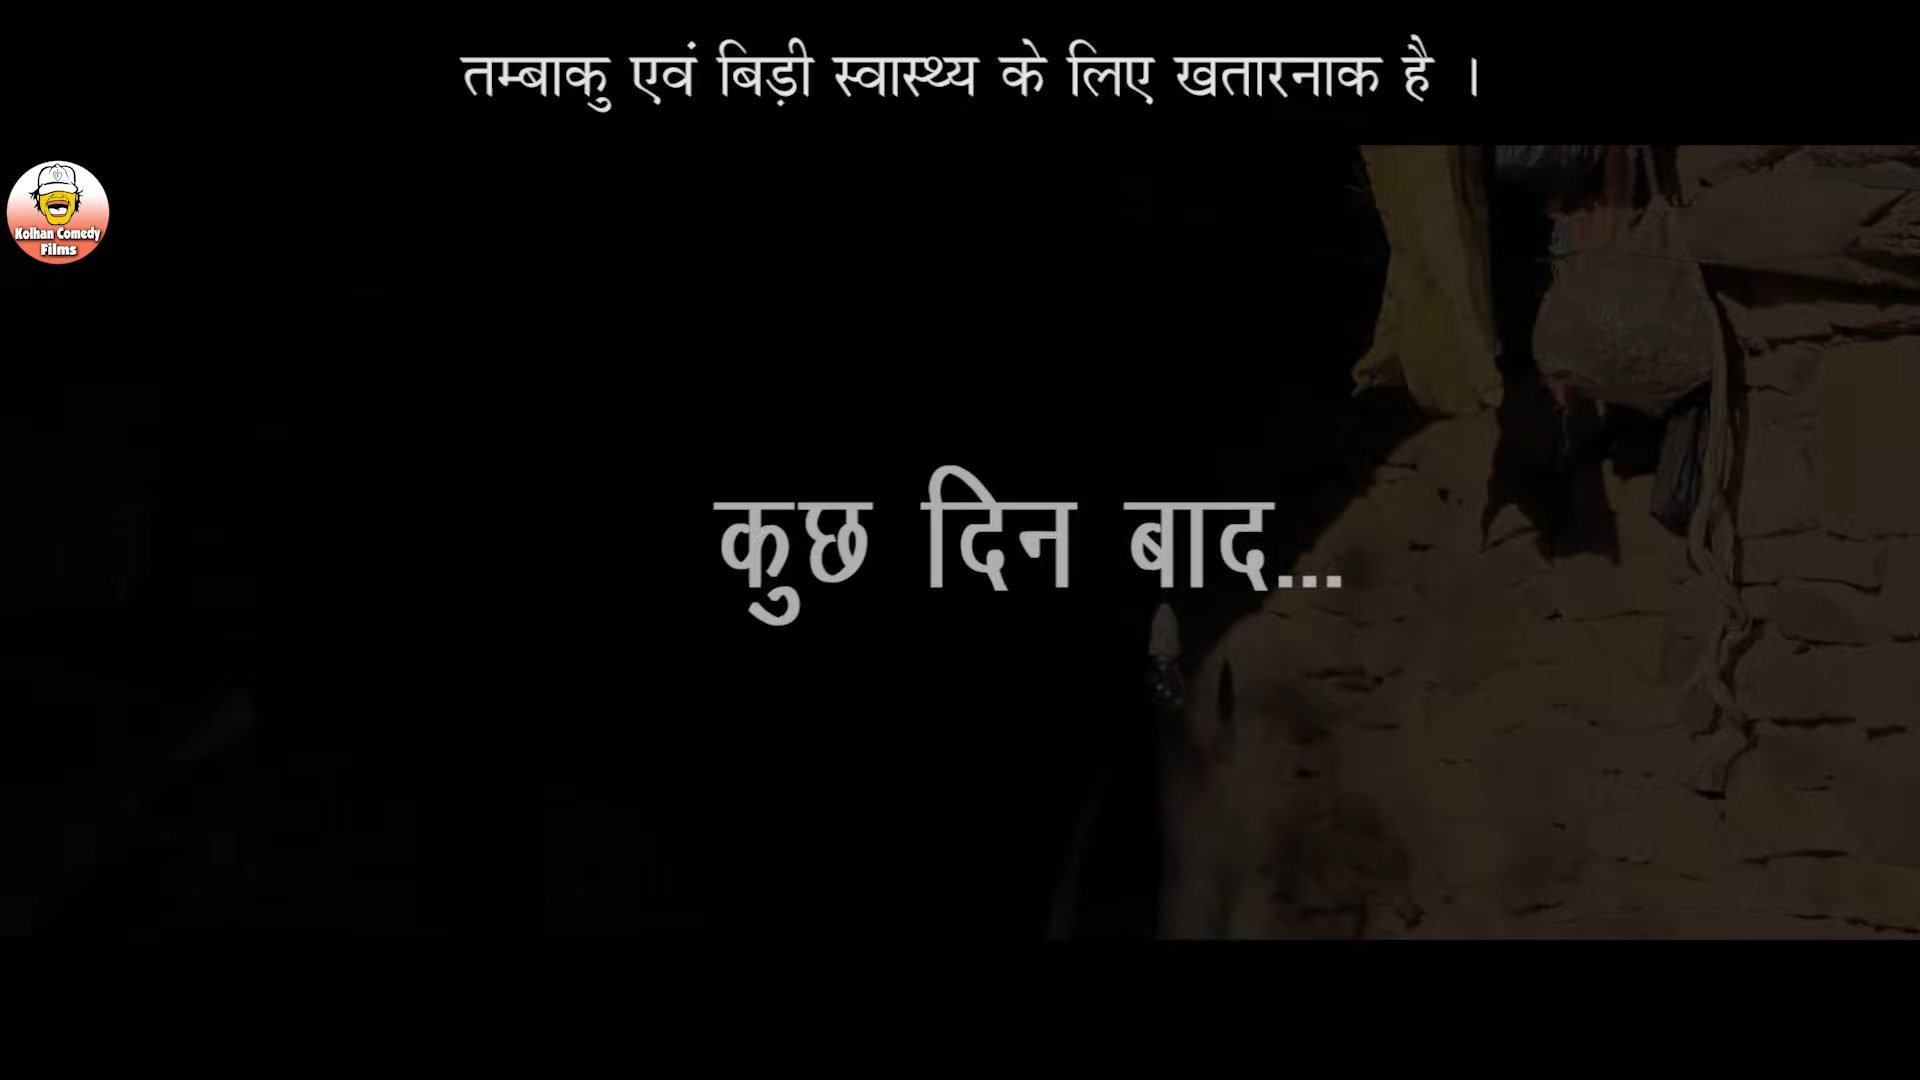 तम्बाकु एवं बिड़ी स्वास्थ्य के लिए खतारनाक है ।
Kolhan Comedy
Films
कुछ दिन बाद...